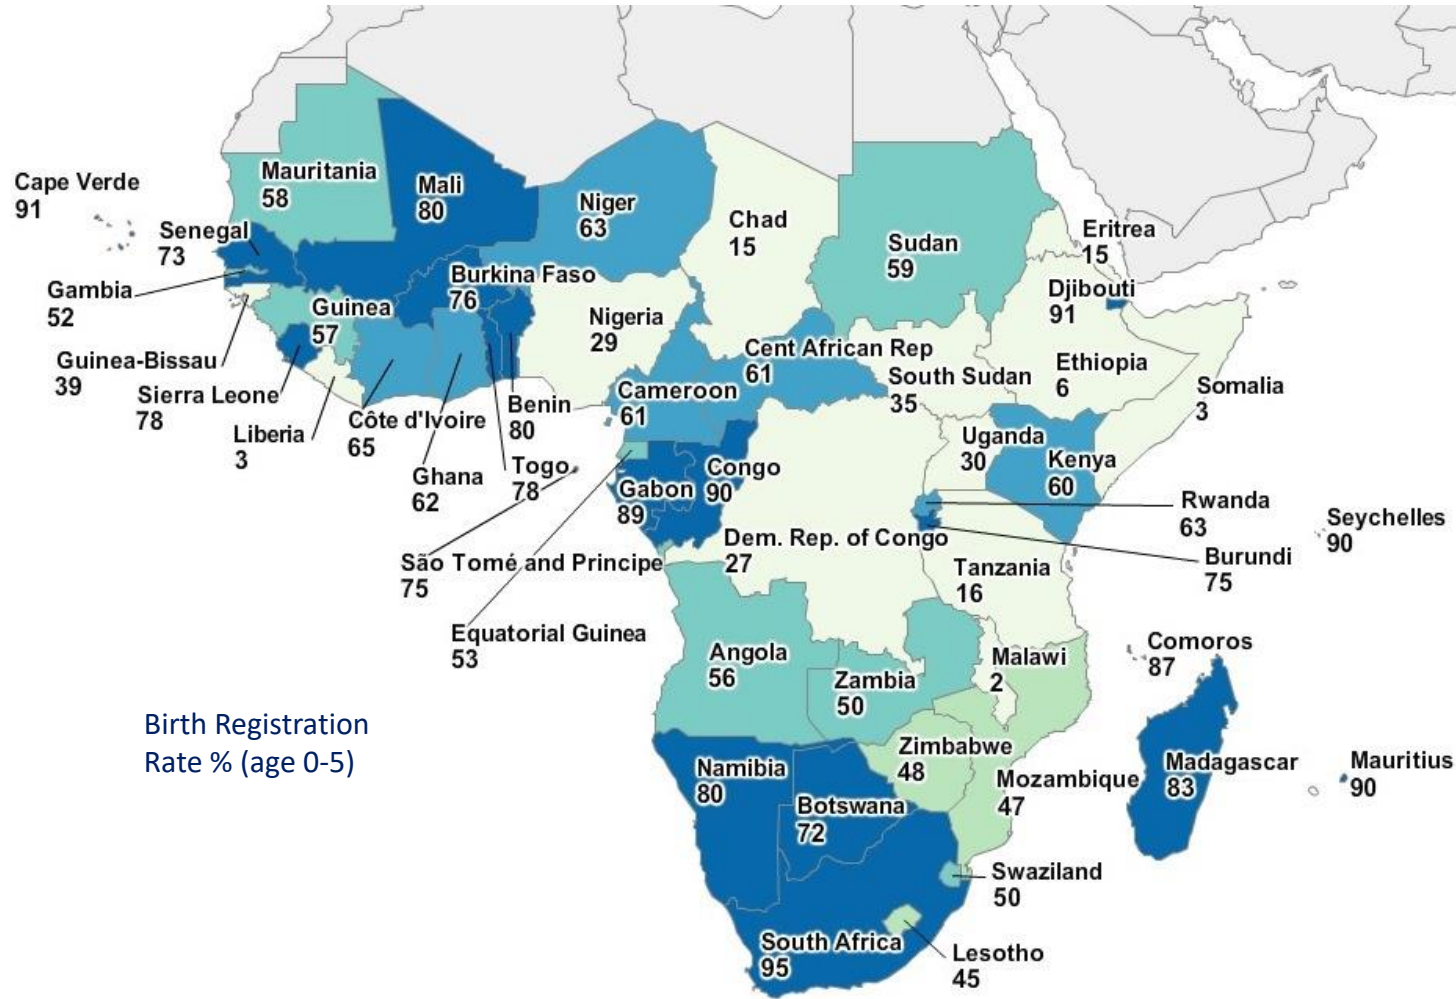 Cape Verde
91
Mauritania
58
Mali
80
Niger
63
Chad
15
Sudan
59
Eritrea
15
Senegal
73
Gambia
52
Guinea
57
Burkina Faso
76
Nigeria
29
Djibouti
91
Guinea-Bissau
39
Sierra Leone
78
Liberia
3
Côte d'Ivoire
65
Ghana
62
Benin
80
Togo
78
Cent African Rep
61
Cameroon
61
South Sudan
35
Ethiopia
6
Somalia
3
Uganda
30
Kenya
60
Congo
90
Gabon
89
Rwanda
63
Seychelles
90
Burundi
75
Dem. Rep. of Congo
27
São Tomé and Principe
75
Tanzania
16
Equatorial Guinea
53
Angola
56
Zambia
50
Malawi
2
Comoros
87
Birth Registration
Rate % (age 0-5)
Namibia
80
Botswana
72
Zimbabwe
48
Mozambique
47
Madagascar
83
Mauritius
90
Swaziland
50
South Africa
95
Lesotho
45